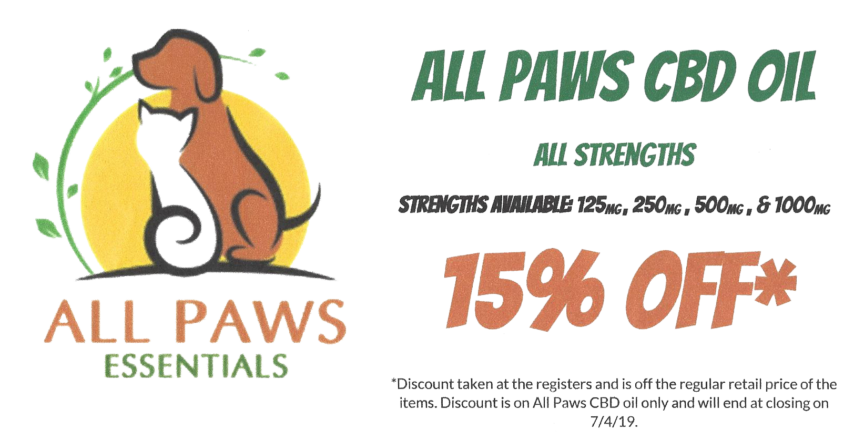 ALL PAWS
ESSENTIALS
ALL PAWS CBD OIL
ALL STRENGTHS
STRENGTHS AVAILABLE: 125MG, 250MG, 500MG, & 1000MG
15% OFF*
*Discount taken at the registers and is off the regular retail price of the
items. Discount is on All Paws CBD oil only and will end at closing on
7/4/19.